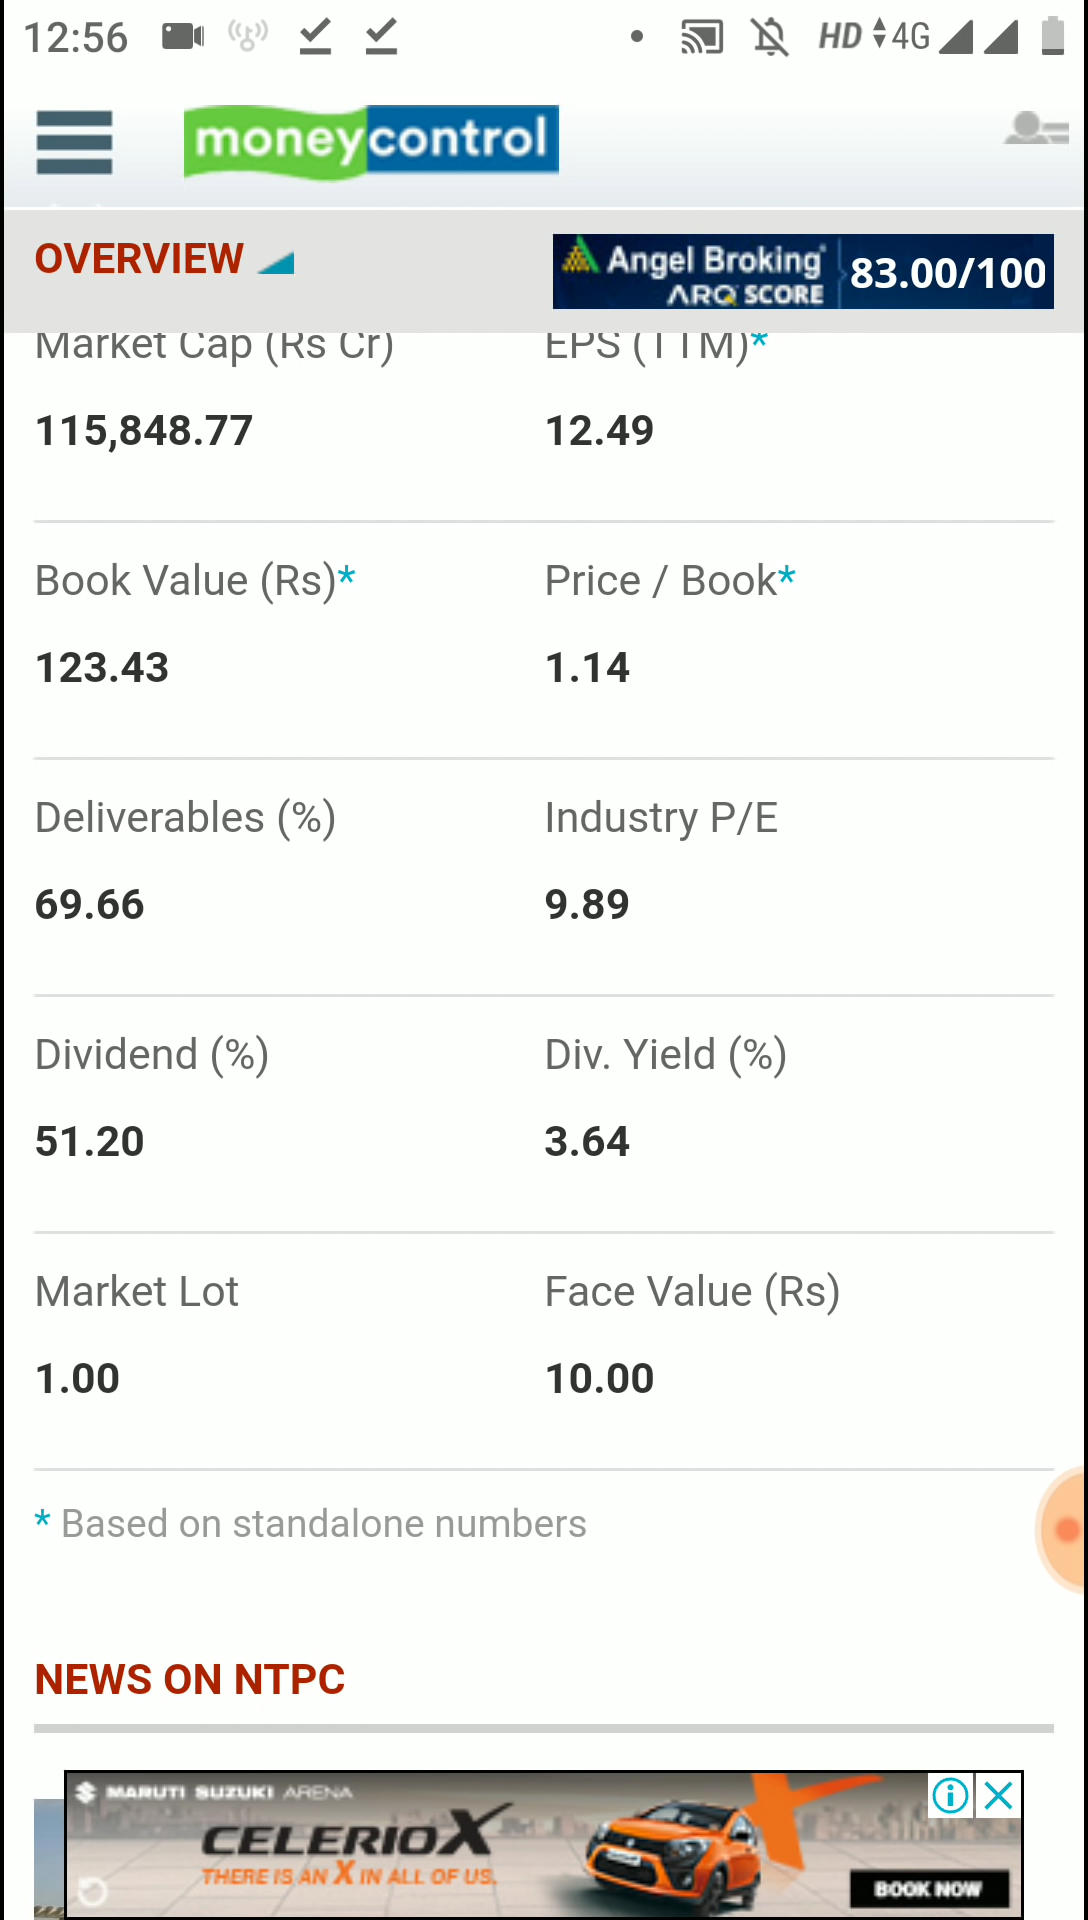 12:56 HD 4G
moneycontrol
OVERVIEW
Angel Broking
ARQ SCORE
83.00/100
Market Cap (Rs Cr) EPS (TTM)*
115,848.77 12.49
Book Value (Rs)* Price / Book*
123.43 1.14
Deliverables (%) Industry P/E
69.66 9.89
Dividend (%) Div. Yield (%)
51.20 3.64
Market Lot Face Value (Rs)
1.00 10.00
* Based on standalone numbers
NEWS ON NTPC
MARUTI SUZUKI ARENA
CELERIOX
THERE IS AN X IN ALL OF US.
BOOK NOW